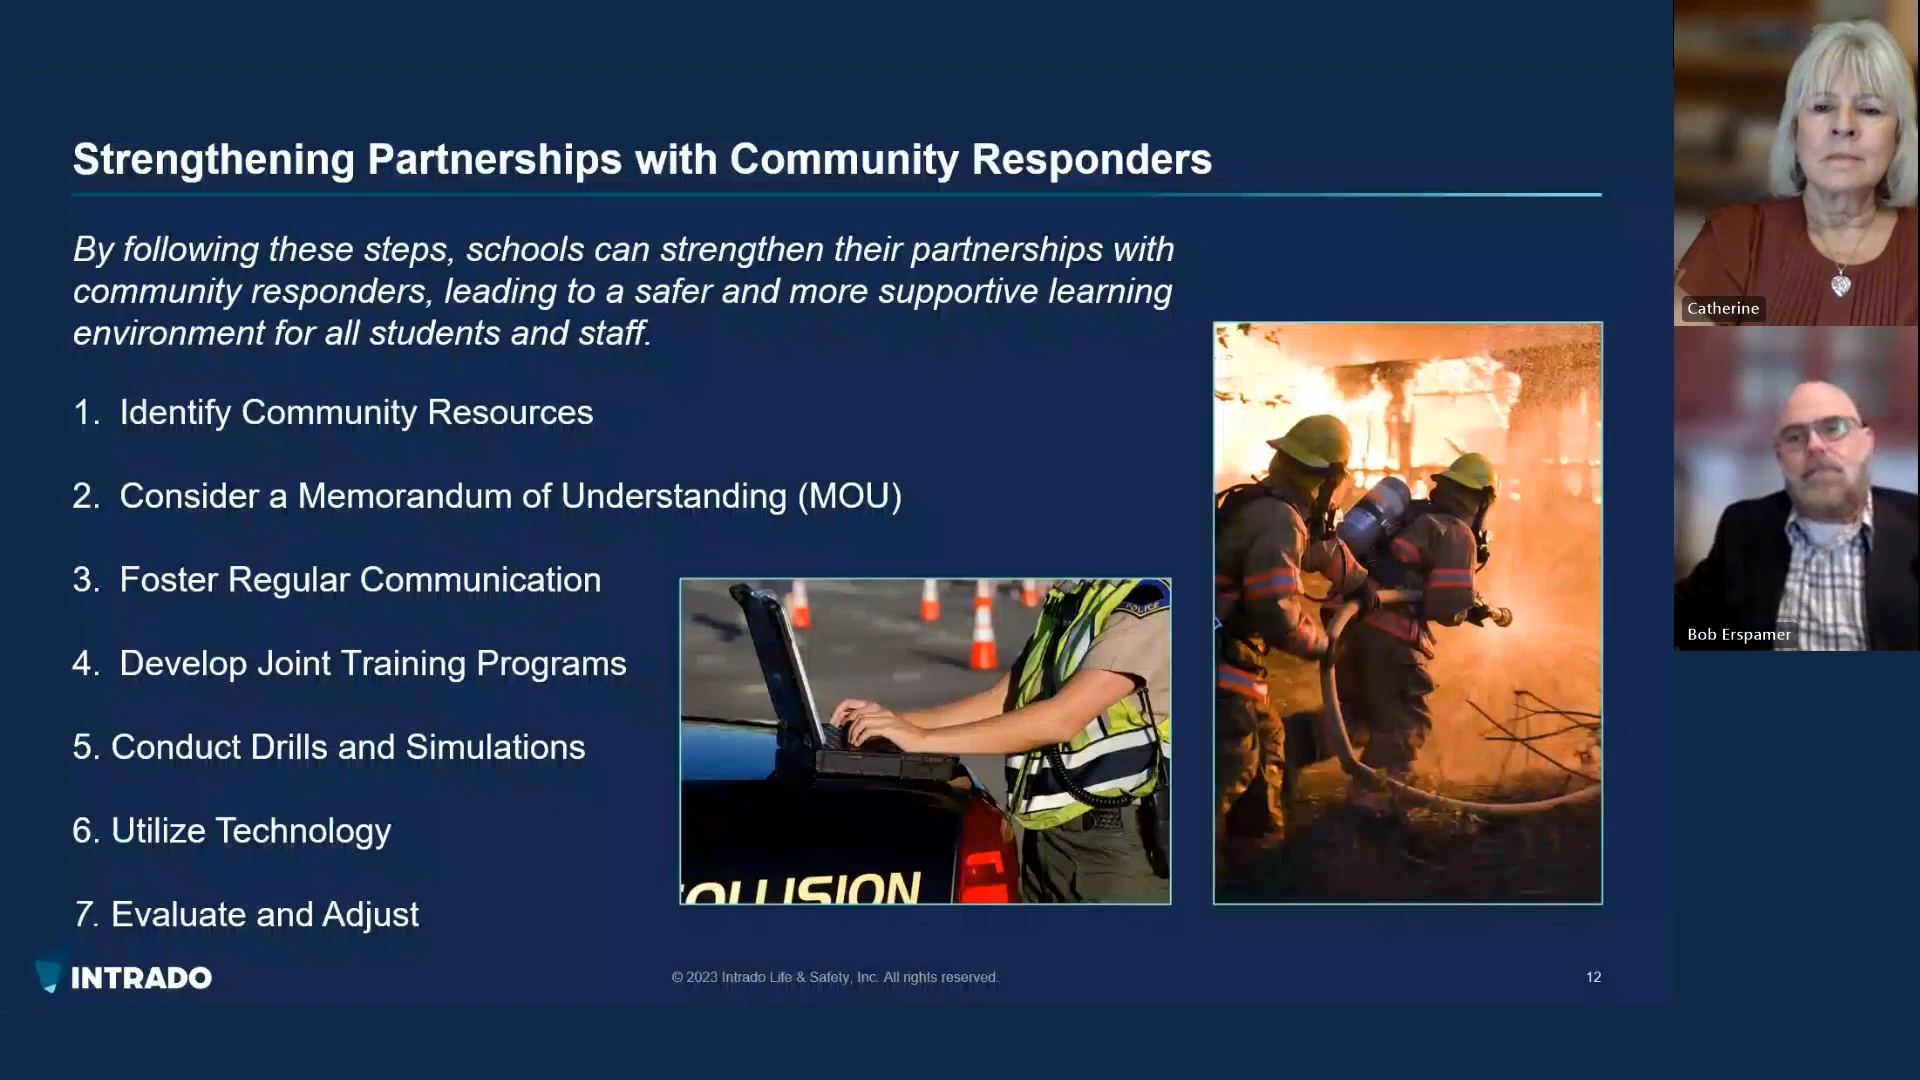 Strengthening Partnerships with Community Responders
By following these steps, schools can strengthen their partnerships with
community responders, leading to a safer and more supportive learning
environment for all students and staff.
1. Identify Community Resources
2. Consider a Memorandum of Understanding (MOU)
3. Foster Regular Communication
4. Develop Joint Training Programs
5. Conduct Drills and Simulations
6. Utilize Technology
7. Evaluate and Adjust
POLICE
OLLISION
INTRADO
© 2023 Intrado Life & Safety, Inc. All rights reserved.
12
Catherine
Bob Erspamer